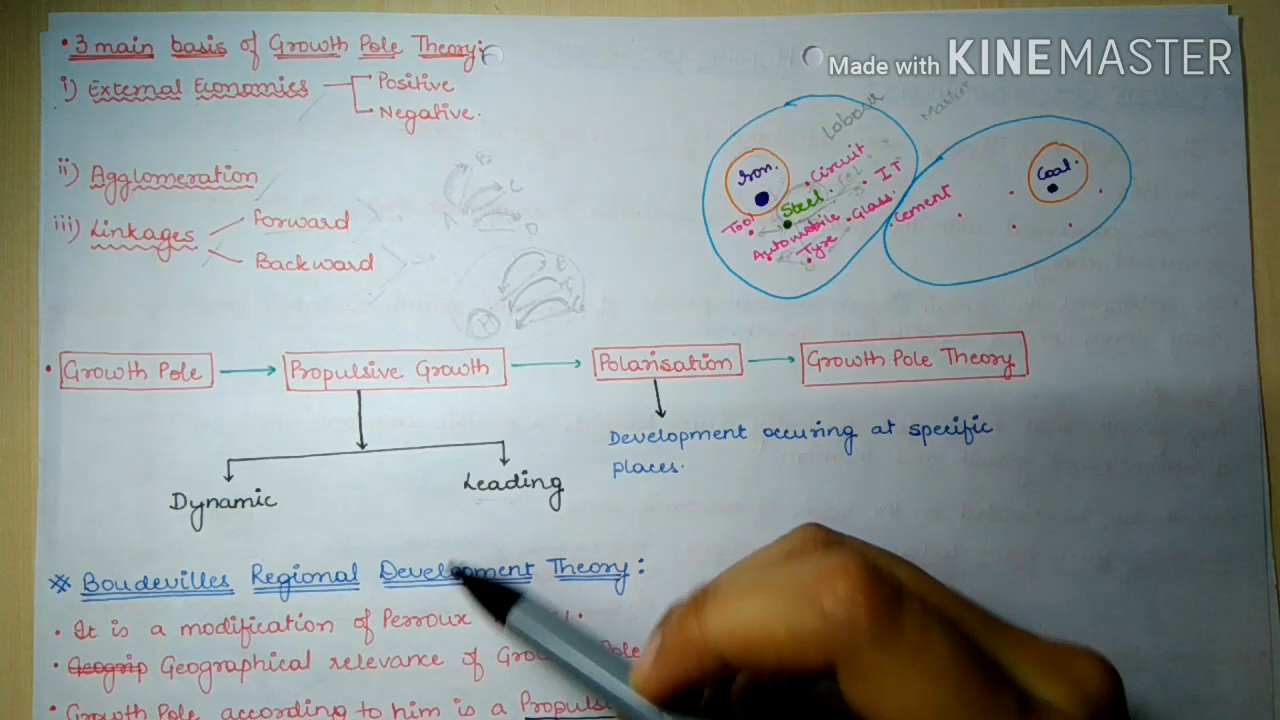 • 3 main basis of Growth Pole Theory:
Made with KINEMASTER
i) External Economics
Positive
Negative.
ii) Agglomeration
iii) Linkages
Forward
Backward
A
B
C
D
Labour
Market
Iron.
Circuit
IT
Steel.
Tool
Automobile
Glass.
Tyre
Cement
Coal.
• Growth Pole
Propulsive Growth
Polarisation
Growth Pole Theory
Development occuring at specific
places.
Dynamic
Leading
※ Boudevilles Regional Development Theory:
• It is a modification of Perroux
• Geographical relevance of Pole
• Growth Pole according to him is a